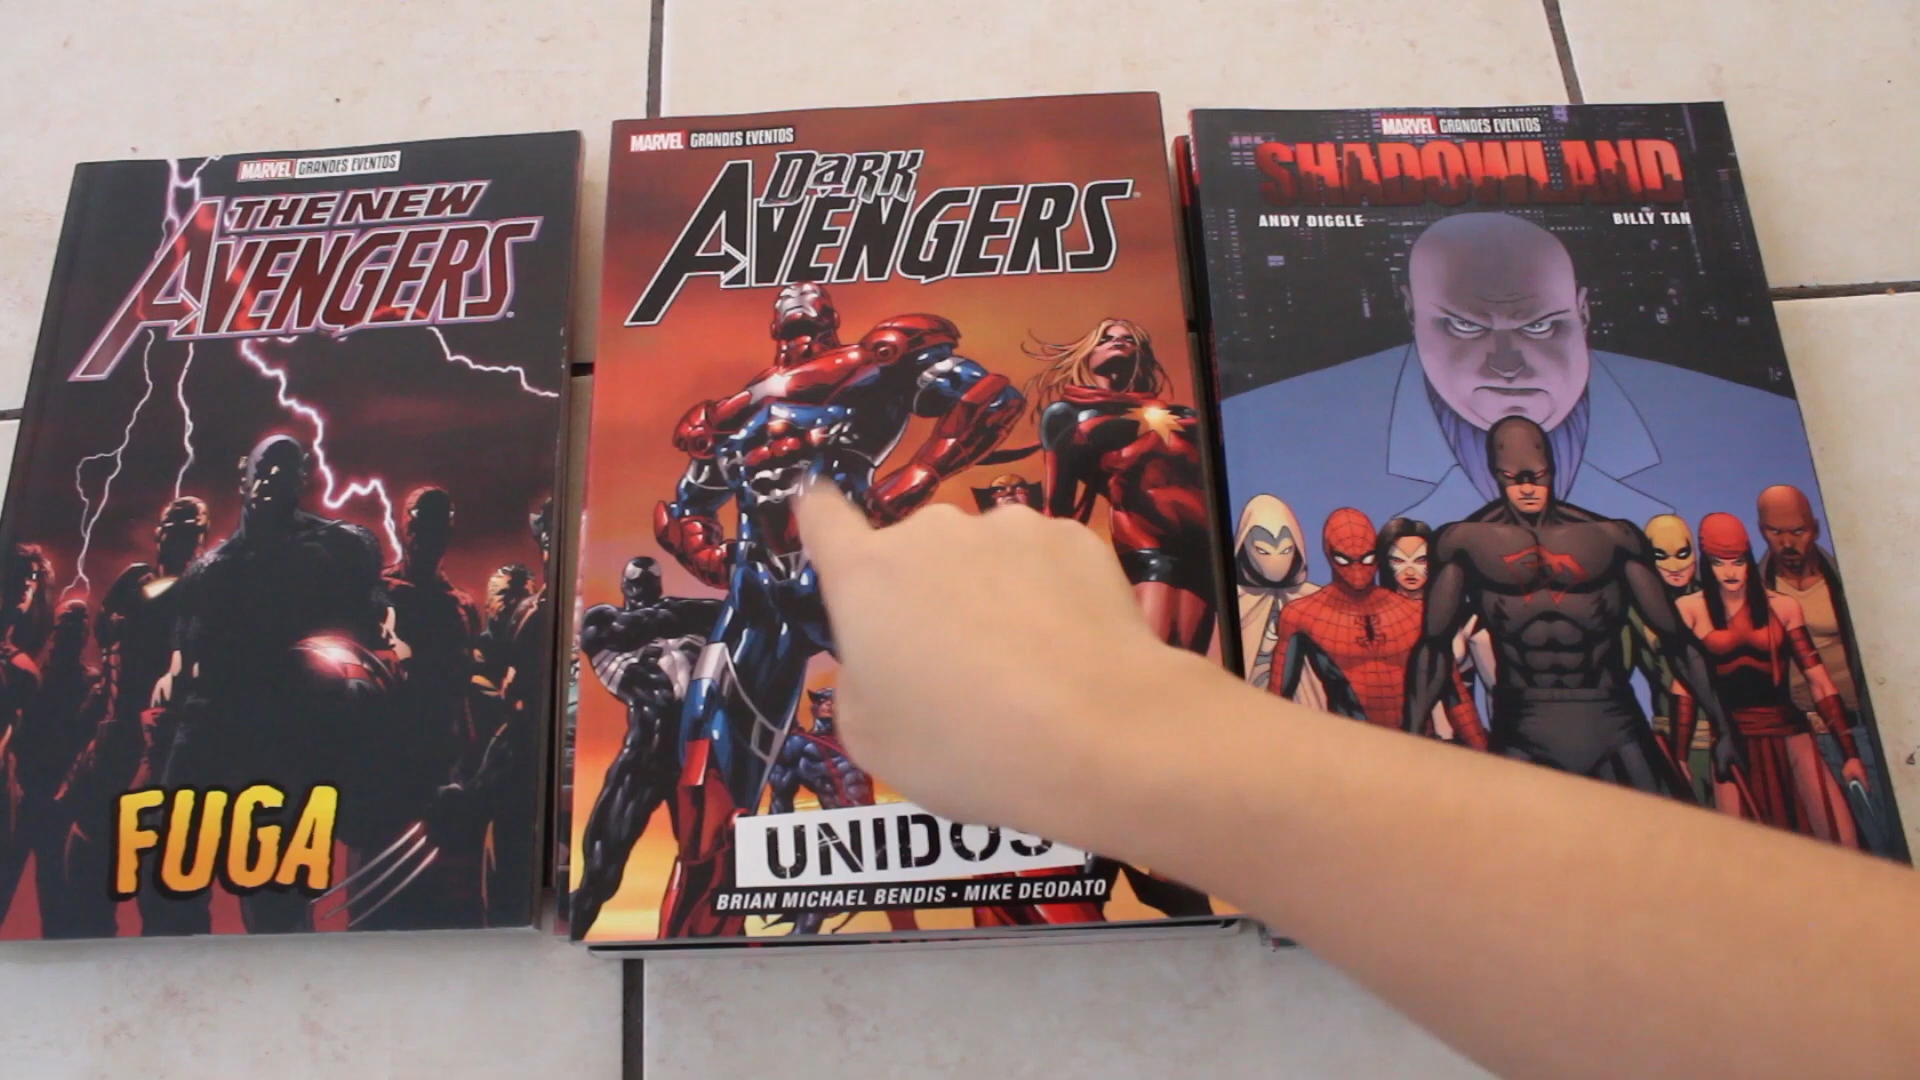 MARVEL GRANDES EVENTOS
THE NEW
AVENGERS
FUGA
MARVEL GRANDES EVENTOS
DARK
AVENGERS
UNIDOS
BRIAN MICHAEL BENDIS • MIKE DEODATO
MARVEL GRANDES EVENTOS
SHADOWLAND
ANDY DIGGLE BILLY TAN